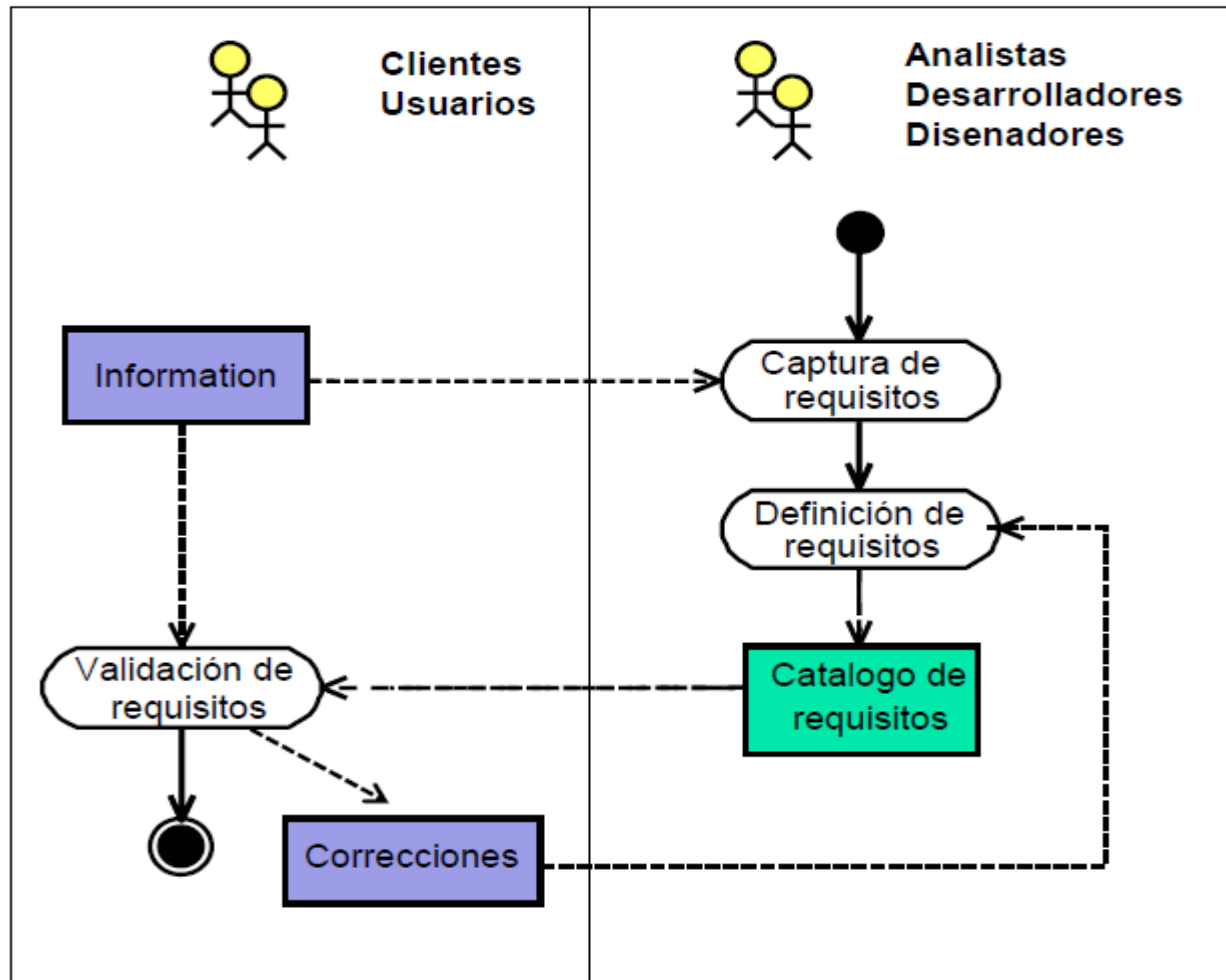 Clientes
Usuarios
Analistas
Desarrolladores
Disenadores
Information
Captura de
requisitos
Definición de
requisitos
Validación de
requisitos
Catalogo de
requisitos
Correcciones